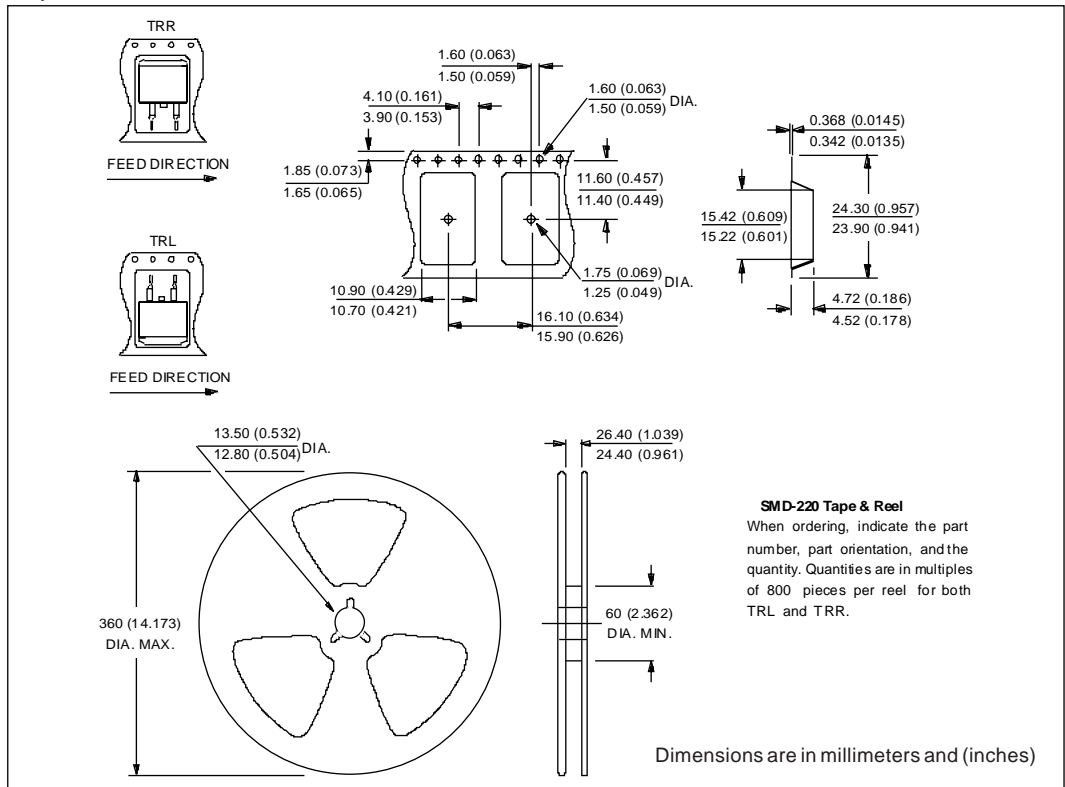 TRR
FEED DIRECTION
TRL
FEED DIRECTION
1.60 (0.063)
1.50 (0.059)
4.10 (0.161)
3.90 (0.153)
1.60 (0.063)
1.50 (0.059)
DIA.
1.85 (0.073)
1.65 (0.065)
11.60 (0.457)
11.40 (0.449)
1.75 (0.069)
1.25 (0.049)
DIA.
10.90 (0.429)
10.70 (0.421)
16.10 (0.634)
15.90 (0.626)
0.368 (0.0145)
0.342 (0.0135)
15.42 (0.609)
15.22 (0.601)
24.30 (0.957)
23.90 (0.941)
4.72 (0.186)
4.52 (0.178)
13.50 (0.532)
12.80 (0.504)
DIA.
360 (14.173)
DIA. MAX.
26.40 (1.039)
24.40 (0.961)
60 (2.362)
DIA. MIN.
SMD-220 Tape & Reel
When ordering, indicate the part
number, part orientation, and the
quantity. Quantities are in multiples
of 800 pieces per reel for both
TRL and TRR.
Dimensions are in millimeters and (inches)